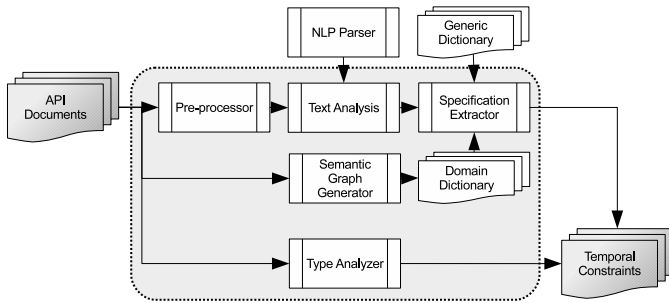 NLP Parser
Generic
Dictionary
API
Documents
Pre-processor
Text Analysis
Specification
Extractor
Semantic
Graph
Generator
Domain
Dictionary
Type Analyzer
Temporal
Constraints